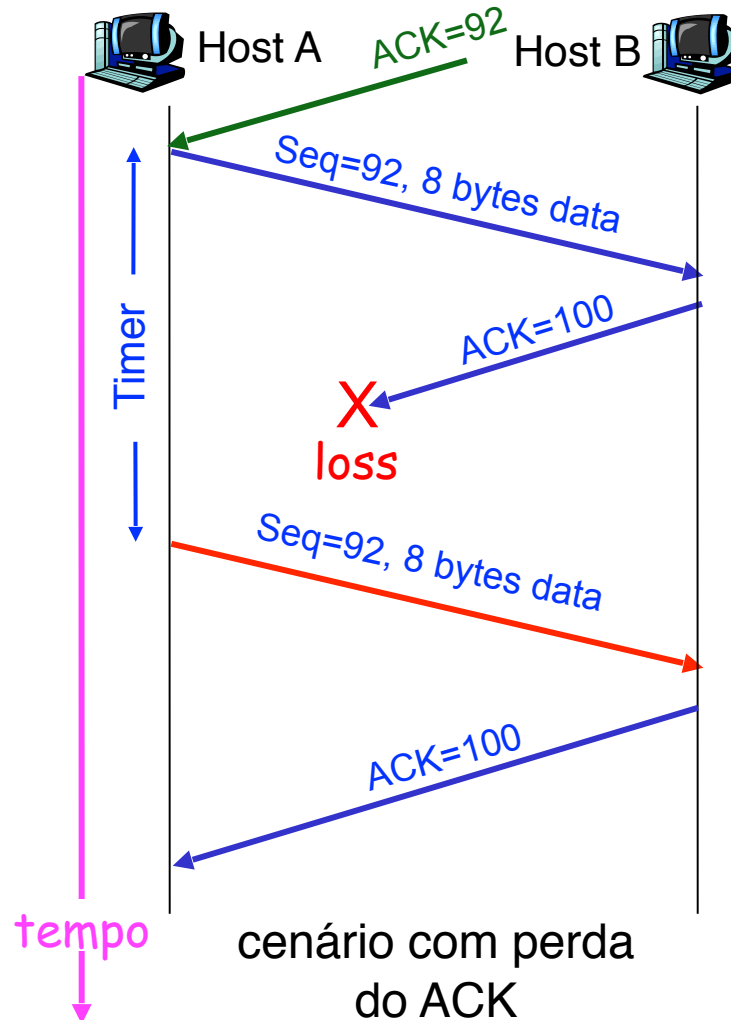 Host A
ACK=92
Host B
Seq=92, 8 bytes data
Timer
ACK=100
X
loss
Seq=92, 8 bytes data
ACK=100
tempo
cenário com perda
do ACK